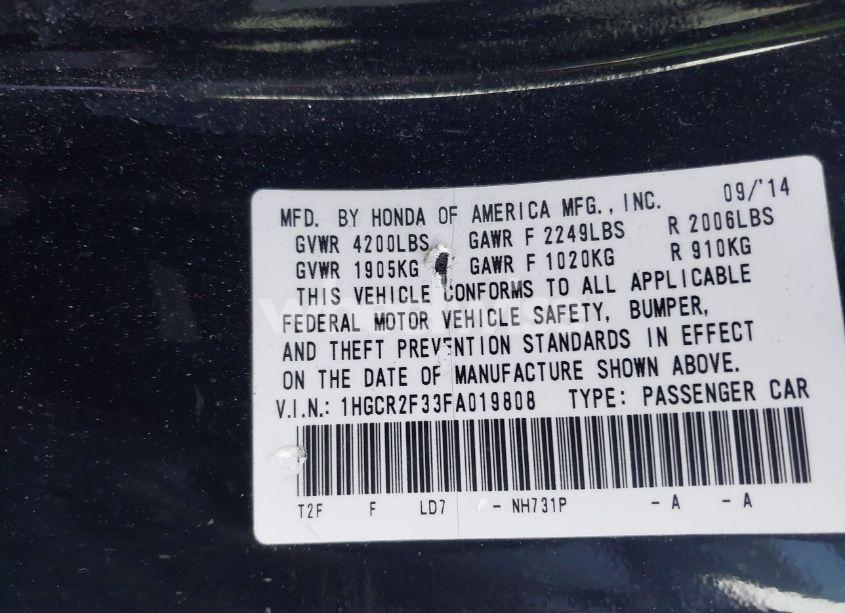 MFD. BY HONDA OF AMERICA MFG., INC. 09/'14
GVWR 4200LBS GAWR F 2249LBS R 2006LBS
GVWR 1905KG GAWR F 1020KG R 910KG
THIS VEHICLE CONFORMS TO ALL APPLICABLE
FEDERAL MOTOR VEHICLE SAFETY, BUMPER,
AND THEFT PREVENTION STANDARDS IN EFFECT
ON THE DATE OF MANUFACTURE SHOWN ABOVE.
V.I.N.: 1HGCR2F33FA019808 TYPE: PASSENGER CAR
T2F F LD7 - NH731P - A - A